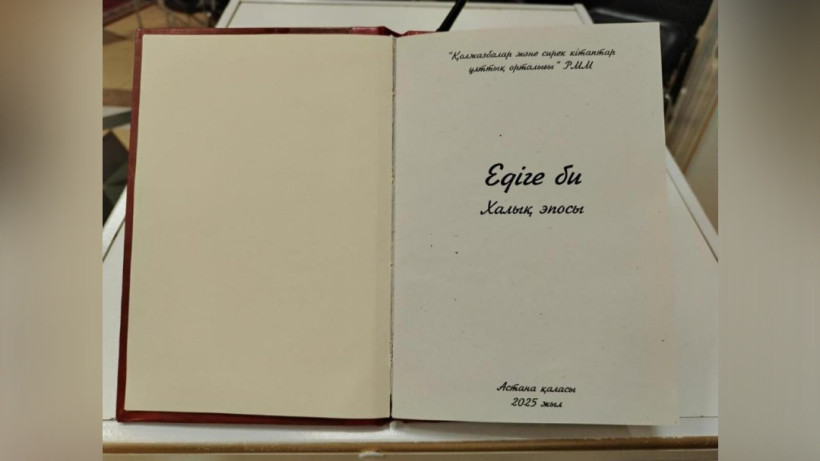 "Қолжазбалар және сирек кітаптар
ұлттық орталығы" РММ
Едіге би
Халық эпосы
Астана қаласы
2025 жыл